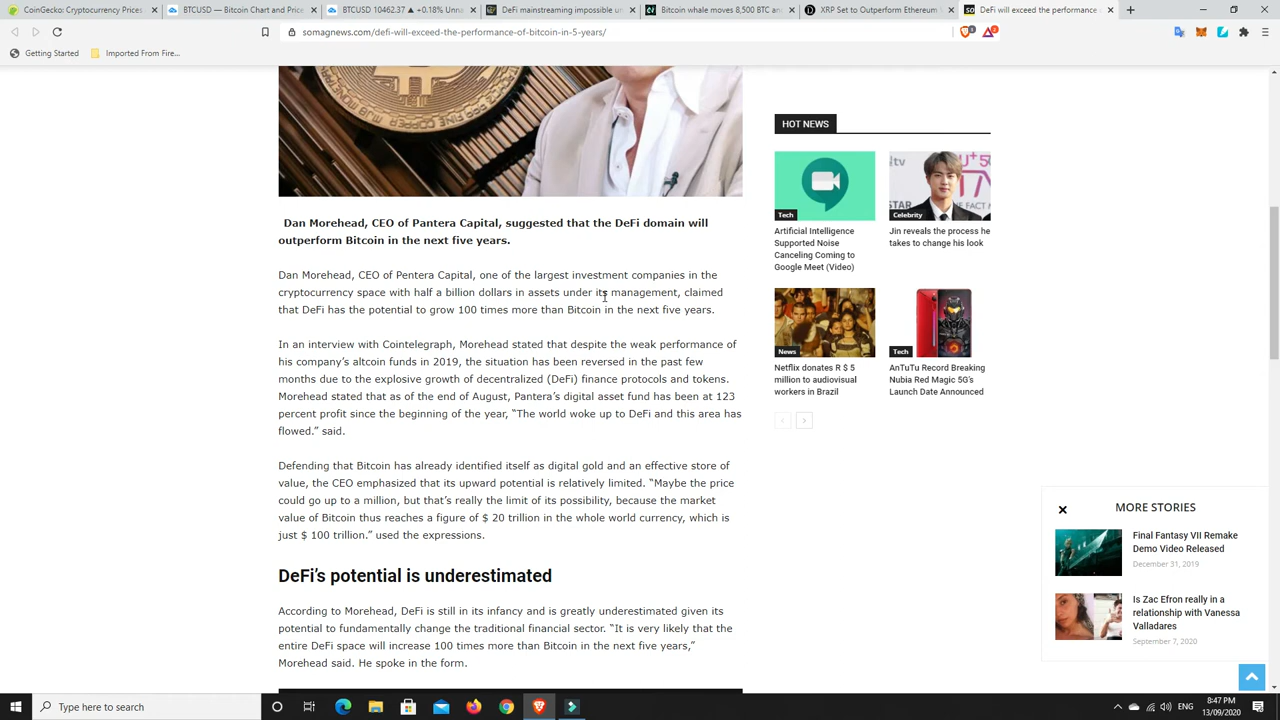 CoinGecko: Cryptocurrency Prices
BTCUSD — Bitcoin Chart and Price
BTCUSD 10462.37 ▲ +0.18% Unna
DeFi mainstreaming impossible un
Bitcoin whale moves 8,500 BTC an
XRP Set to Outperform Ethereum
DeFi will exceed the performance
somagnews.com/defi-will-exceed-the-performance-of-bitcoin-in-5-years/
Getting Started
Imported From Fire...
Dan Morehead, CEO of Pantera Capital, suggested that the DeFi domain will
outperform Bitcoin in the next five years.
Dan Morehead, CEO of Pentera Capital, one of the largest investment companies in the
cryptocurrency space with half a billion dollars in assets under its management, claimed
that DeFi has the potential to grow 100 times more than Bitcoin in the next five years.
In an interview with Cointelegraph, Morehead stated that despite the weak performance of
his company's altcoin funds in 2019, the situation has been reversed in the past few
months due to the explosive growth of decentralized (DeFi) finance protocols and tokens.
Morehead stated that as of the end of August, Pantera's digital asset fund has been at 123
percent profit since the beginning of the year, “The world woke up to DeFi and this area has
flowed.” said.
Defending that Bitcoin has already identified itself as digital gold and an effective store of
value, the CEO emphasized that its upward potential is relatively limited. “Maybe the price
could go up to a million, but that's really the limit of its possibility, because the market
value of Bitcoin thus reaches a figure of $ 20 trillion in the whole world currency, which is
just $ 100 trillion.” used the expressions.
DeFi's potential is underestimated
According to Morehead, DeFi is still in its infancy and is greatly underestimated given its
potential to fundamentally change the traditional financial sector. “It is very likely that the
entire DeFi space will increase 100 times more than Bitcoin in the next five years,”
Morehead said. He spoke in the form.
HOT NEWS
Tech
Artificial Intelligence
Supported Noise
Canceling Coming to
Google Meet (Video)
Celebrity
Jin reveals the process he
takes to change his look
News
Netflix donates R $ 5
million to audiovisual
workers in Brazil
Tech
AnTuTu Record Breaking
Nubia Red Magic 5G's
Launch Date Announced
MORE STORIES
Final Fantasy VII Remake
Demo Video Released
December 31, 2019
Is Zac Efron really in a
relationship with Vanessa
Valladares
September 7, 2020
Type here to search
ENG
8:47 PM
13/09/2020